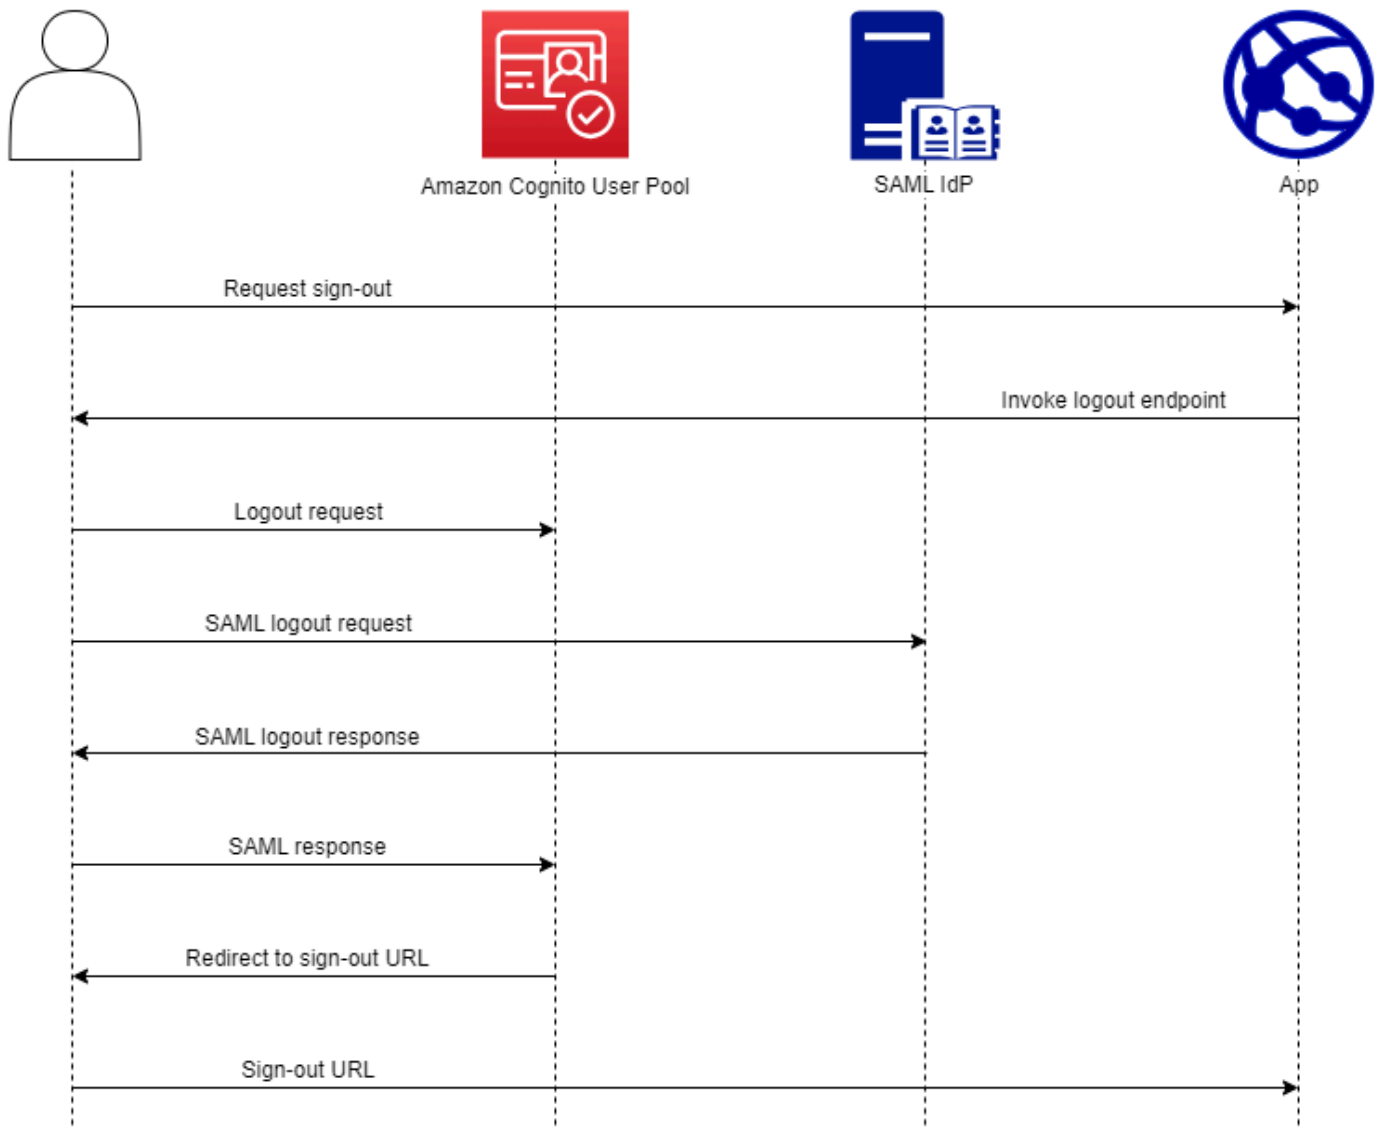 Amazon Cognito User Pool
SAML IdP
App
Request sign-out
Invoke logout endpoint
Logout request
SAML logout request
SAML logout response
SAML response
Redirect to sign-out URL
Sign-out URL